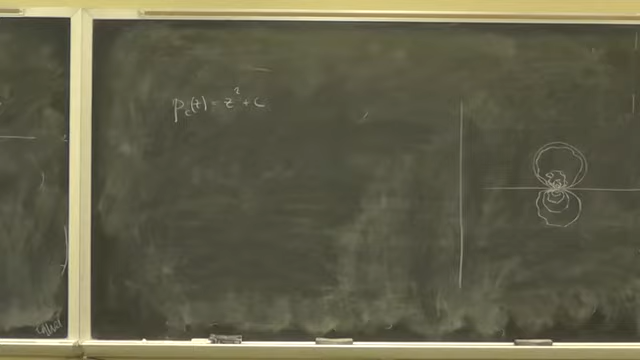 p_c(z) = z² + c